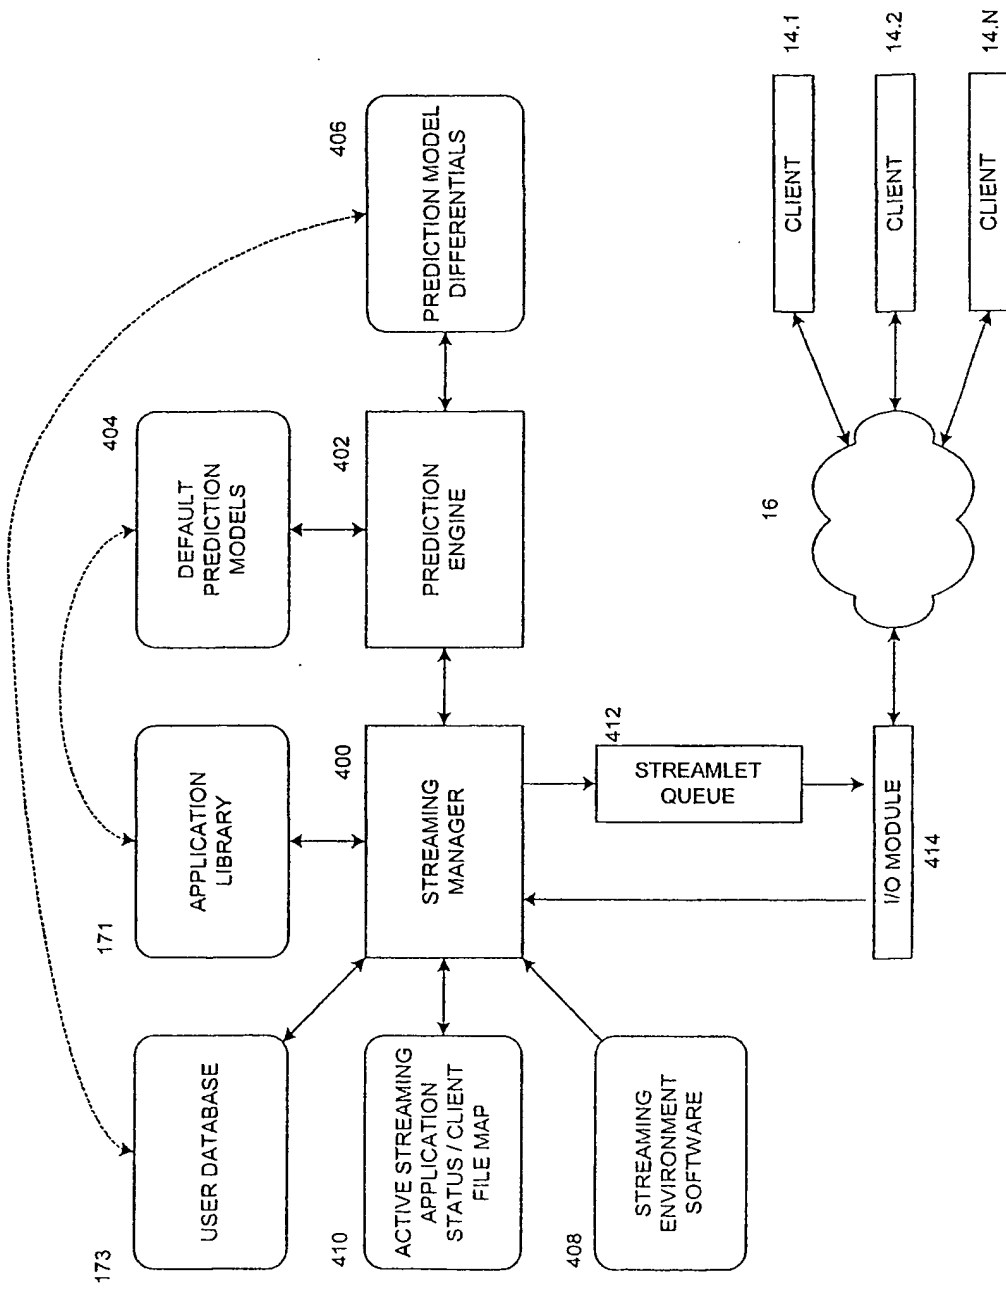 173
USER DATABASE
171
APPLICATION
LIBRARY
404
DEFAULT
PREDICTION
MODELS
410
ACTIVE STREAMING
APPLICATION
STATUS / CLIENT
FILE MAP
400
STREAMING
MANAGER
402
PREDICTION
ENGINE
406
PREDICTION MODEL
DIFFERENTIALS
408
STREAMING
ENVIRONMENT
SOFTWARE
412
STREAMLET
QUEUE
I/O MODULE
414
16
CLIENT
14.1
CLIENT
14.2
CLIENT
14.N